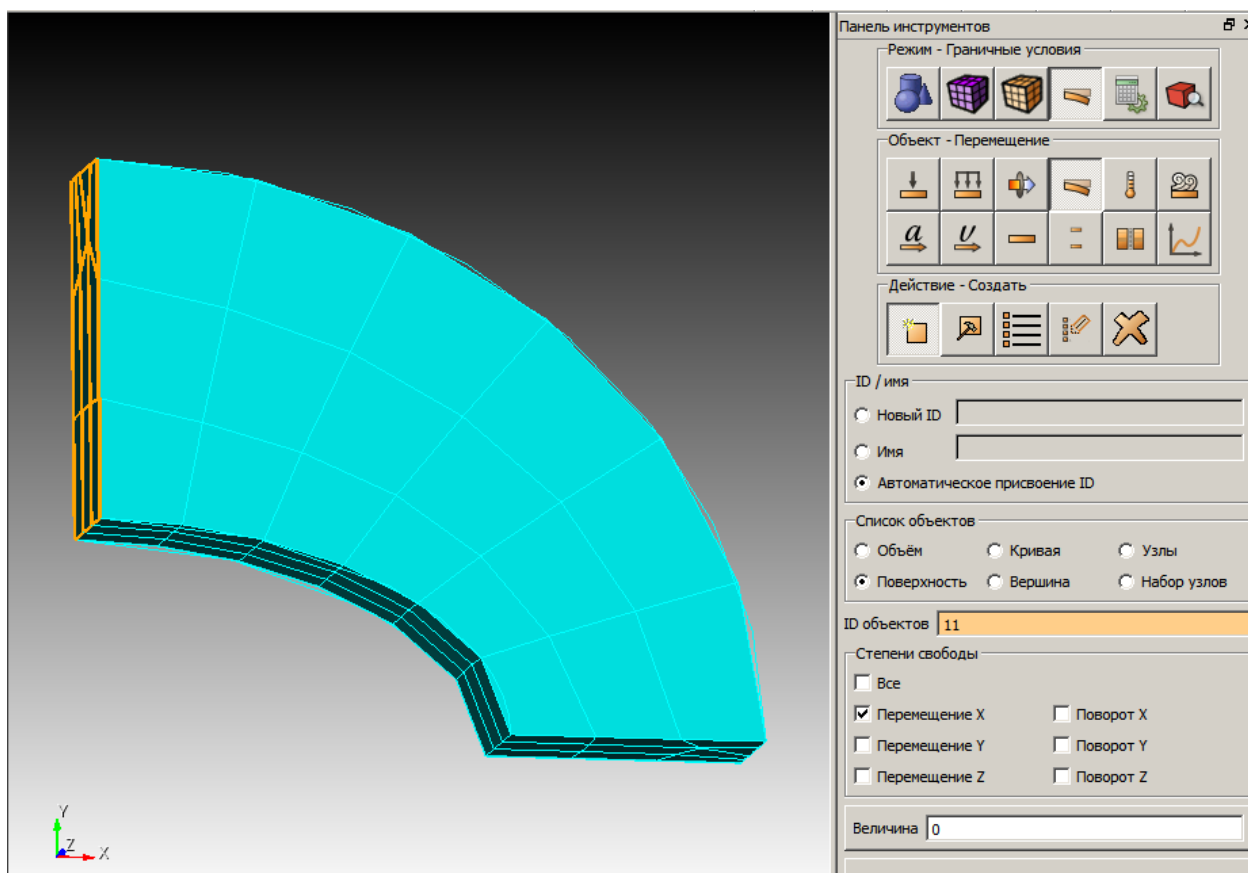 Панель инструментов
Режим - Граничные условия
Объект - Перемещение
a v
Действие - Создать
ID / имя
Новый ID
Имя
Автоматическое присвоение ID
Список объектов
Объём Кривая Узлы
Поверхность Вершина Набор узлов
ID объектов 11
Степени свободы
Все
Перемещение X Поворот X
Перемещение Y Поворот Y
Перемещение Z Поворот Z
Величина 0
Y
Z X